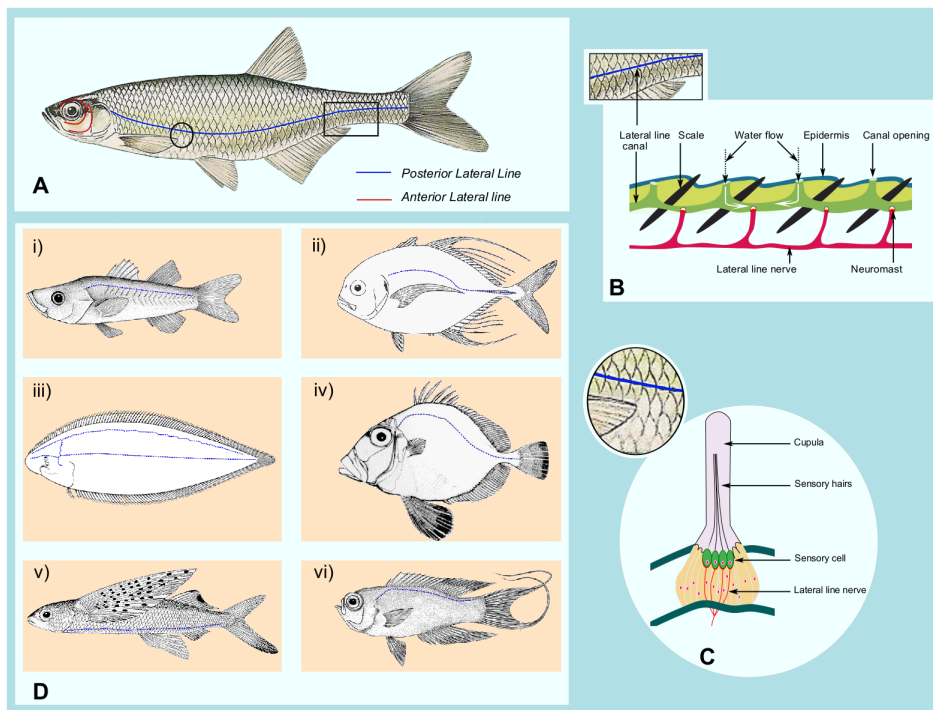 Posterior Lateral Line
Anterior Lateral line
A
Lateral line
canal
Scale
Water flow
Epidermis
Canal opening
Lateral line nerve
Neuromast
B
i)
ii)
iii)
iv)
v)
vi)
D
Cupula
Sensory hairs
Sensory cell
Lateral line nerve
C